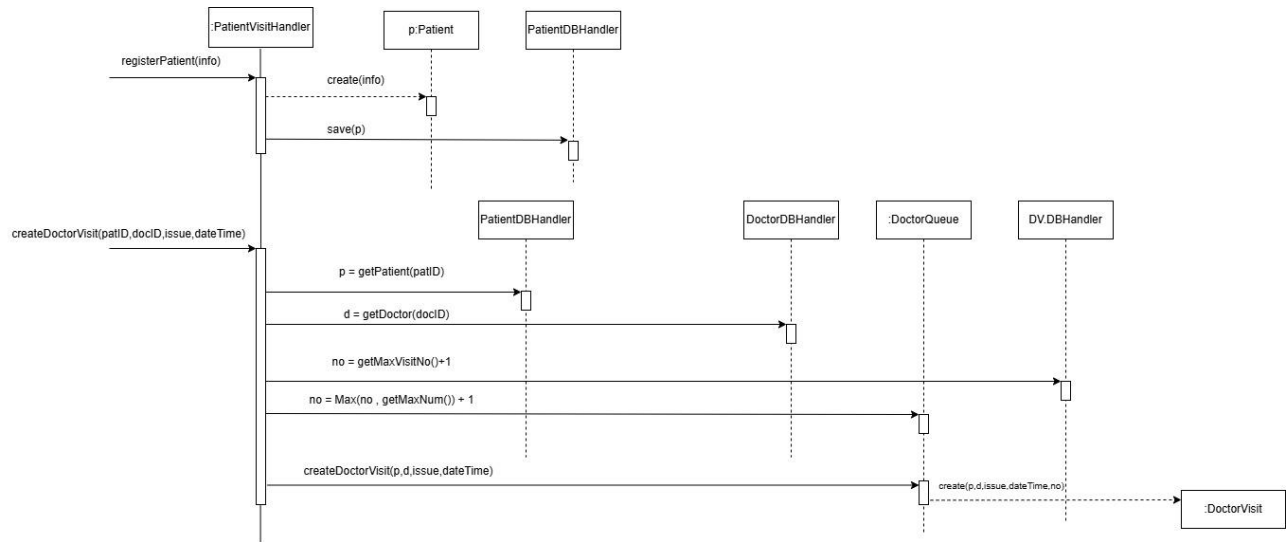 :PatientVisitHandler
p:Patient
PatientDBHandler
registerPatient(info)
create(info)
save(p)
PatientDBHandler
DoctorDBHandler
:DoctorQueue
DV.DBHandler
createDoctorVisit(patID,docID,issue,dateTime)
p = getPatient(patID)
d = getDoctor(docID)
no = getMaxVisitNo()+1
no = Max(no , getMaxNum()) + 1
createDoctorVisit(p,d,issue,dateTime)
create(p,d,issue,dateTime,no)
:DoctorVisit